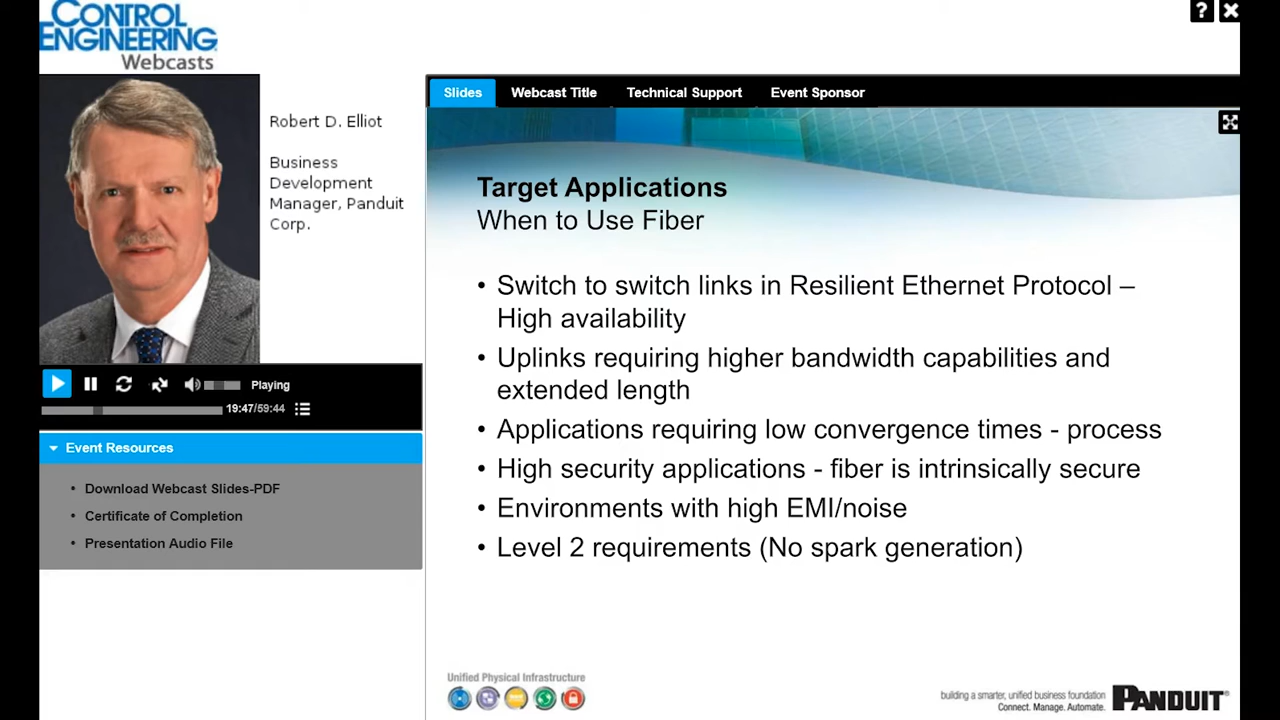 CONTROL
ENGINEERING
Webcasts
?
Robert D. Elliot
Business
Development
Manager, Panduit
Corp.
Playing
19:47/59:44
Event Resources
• Download Webcast Slides-PDF
• Certificate of Completion
• Presentation Audio File
Slides Webcast Title Technical Support Event Sponsor
Target Applications
When to Use Fiber
• Switch to switch links in Resilient Ethernet Protocol –
High availability
• Uplinks requiring higher bandwidth capabilities and
extended length
• Applications requiring low convergence times - process
• High security applications - fiber is intrinsically secure
• Environments with high EMI/noise
• Level 2 requirements (No spark generation)
Unified Physical Infrastructure
building a smarter, unified business foundation
Connect. Manage. Automate.
PANDUIT